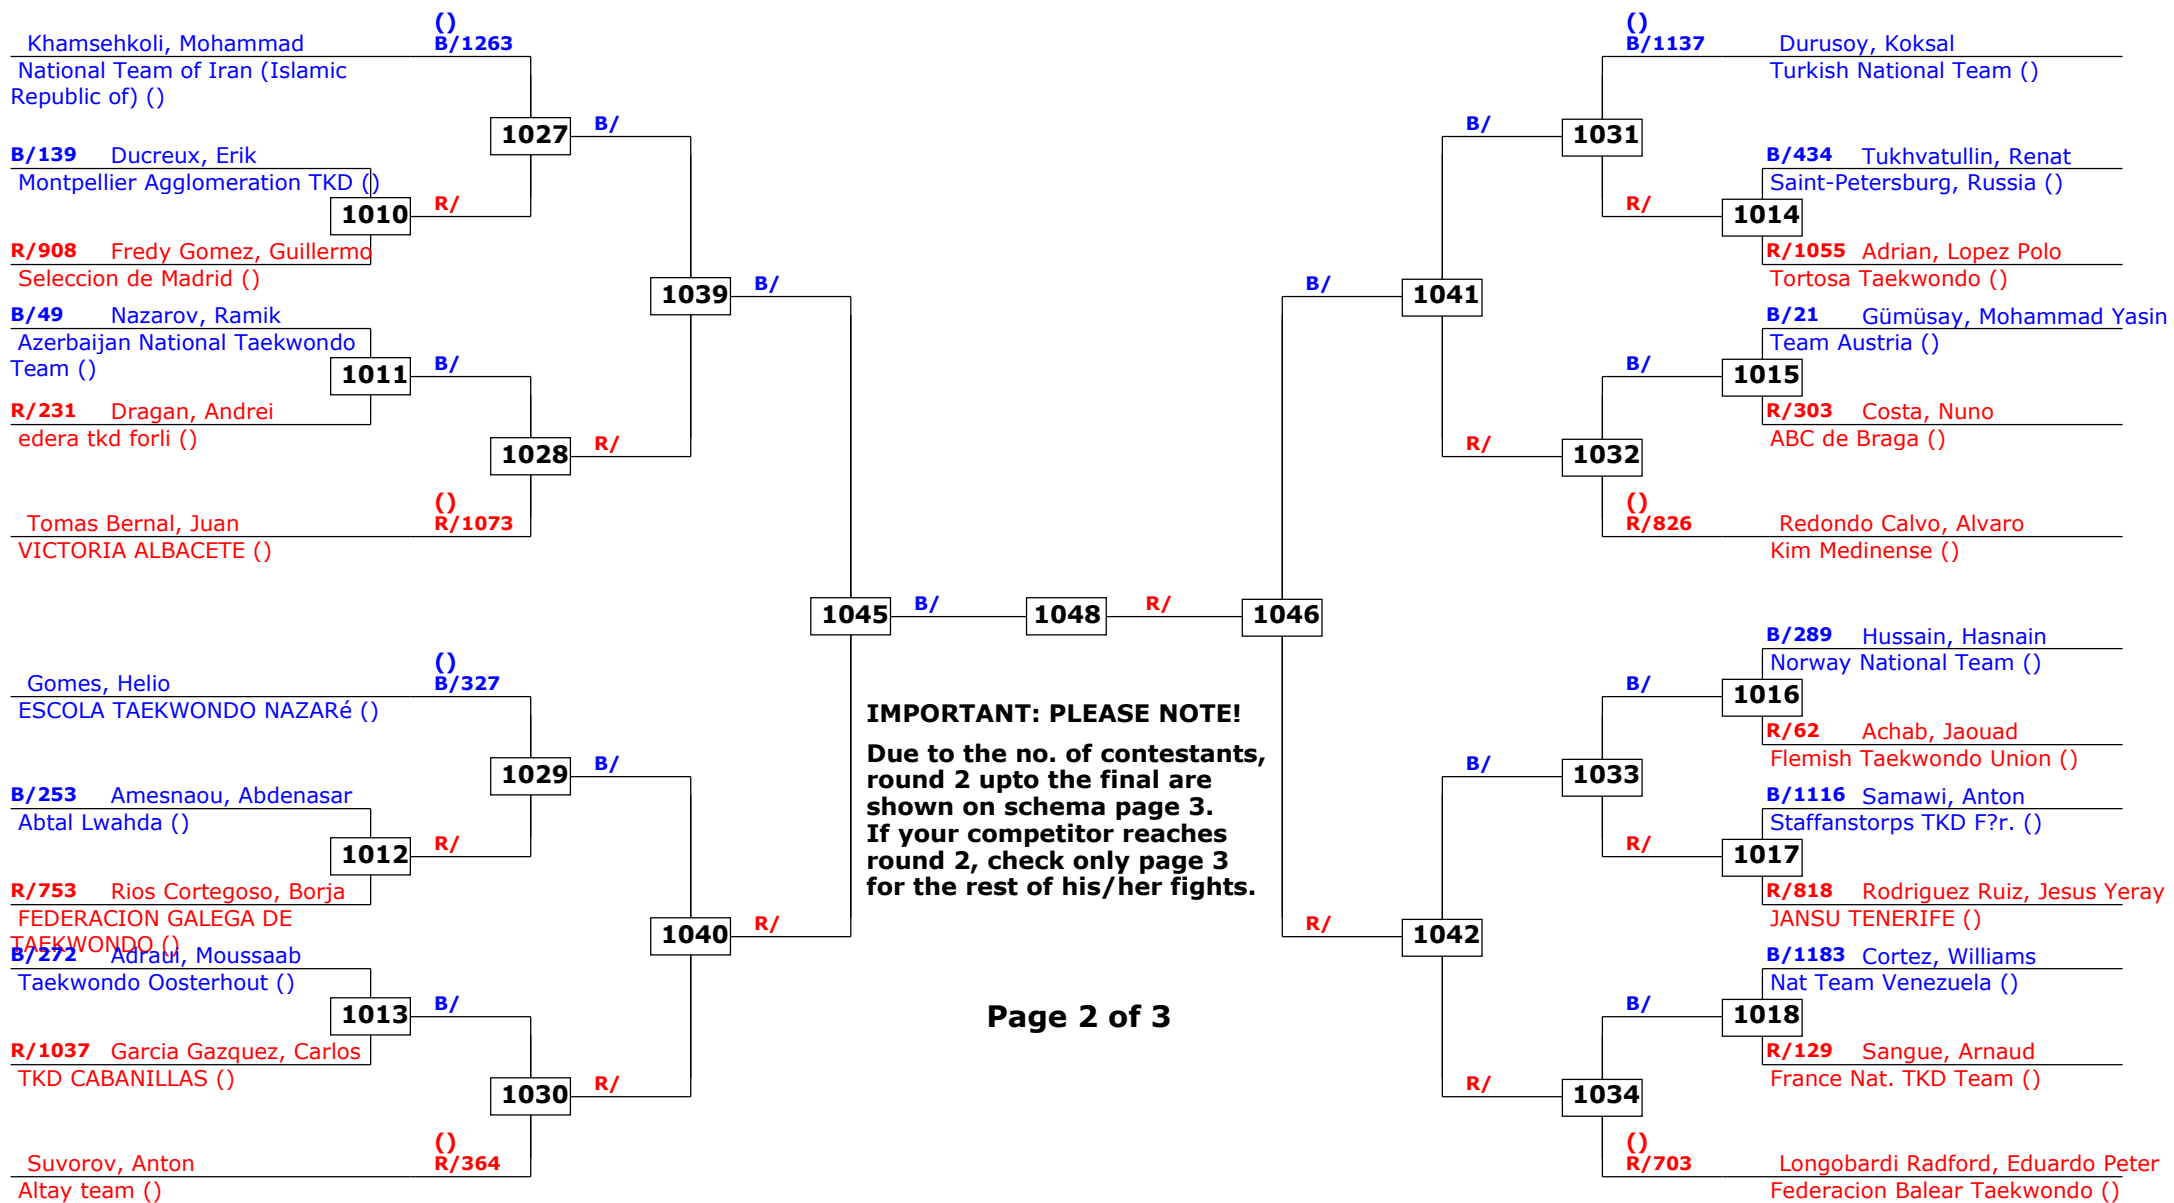 ()
Khamsehkoli, Mohammad B/1263
National Team of Iran (Islamic
Republic of) ()
1027 B/
B/139 Ducreux, Erik
Montpellier Agglomeration TKD ()
1010 R/
R/908 Fredy Gomez, Guillermo
Seleccion de Madrid ()
1039 B/
B/49 Nazarov, Ramik
Azerbaijan National Taekwondo
Team ()
1011 B/
R/231 Dragan, Andrei
edera tkd forli ()
1028 R/
()
Tomas Bernal, Juan R/1073
VICTORIA ALBACETE ()
1045 B/ 1048 R/ 1046
()
Gomes, Helio B/327
ESCOLA TAEKWONDO NAZARé ()
1029 B/
B/253 Amesnaou, Abdenasar
Abtal Lwahda ()
1012 R/
R/753 Rios Cortegoso, Borja
FEDERACION GALEGA DE
TAEKWONDO ()
1040 R/
B/272 Adraui, Moussaab
Taekwondo Oosterhout ()
1013 B/
R/1037 Garcia Gazquez, Carlos
TKD CABANILLAS ()
1030 R/
()
Suvorov, Anton R/364
Altay team ()
IMPORTANT: PLEASE NOTE!
Due to the no. of contestants,
round 2 upto the final are
shown on schema page 3.
If your competitor reaches
round 2, check only page 3
for the rest of his/her fights.
Page 2 of 3
()
B/1137 Durusoy, Koksal
Turkish National Team ()
B/ 1031
B/434 Tukhvatullin, Renat
Saint-Petersburg, Russia ()
R/ 1014
R/1055 Adrian, Lopez Polo
Tortosa Taekwondo ()
B/ 1041
B/21 Gümüsay, Mohammad Yasin
Team Austria ()
B/ 1015
R/303 Costa, Nuno
ABC de Braga ()
R/ 1032
()
R/826 Redondo Calvo, Alvaro
Kim Medinense ()
B/289 Hussain, Hasnain
Norway National Team ()
B/ 1016
R/62 Achab, Jaouad
Flemish Taekwondo Union ()
B/ 1033
B/1116 Samawi, Anton
Staffanstorps TKD F?r. ()
R/ 1017
R/818 Rodriguez Ruiz, Jesus Yeray
JANSU TENERIFE ()
R/ 1042
B/1183 Cortez, Williams
Nat Team Venezuela ()
B/ 1018
R/129 Sangue, Arnaud
France Nat. TKD Team ()
R/ 1034
()
R/703 Longobardi Radford, Eduardo Peter
Federacion Balear Taekwondo ()